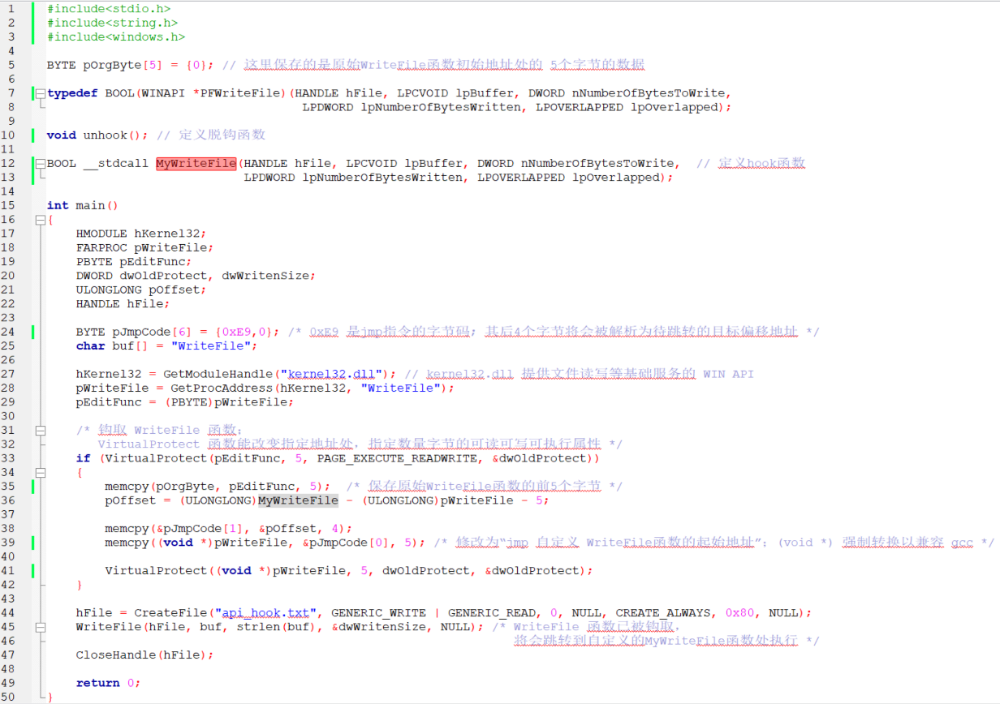 1 #include<stdio.h>
2 #include<string.h>
3 #include<windows.h>
4
5 BYTE pOrgByte[5] = {0}; // 这里保存的是原始WriteFile函数初始地址处的 5个字节的数据
6
7 typedef BOOL(WINAPI *PFWriteFile)(HANDLE hFile, LPCVOID lpBuffer, DWORD nNumberOfBytesToWrite,
8 LPDWORD lpNumberOfBytesWritten, LPOVERLAPPED lpOverlapped);
9
10 void unhook(); // 定义脱钩函数
11
12 BOOL __stdcall MyWriteFile(HANDLE hFile, LPCVOID lpBuffer, DWORD nNumberOfBytesToWrite, // 定义hook函数
13 LPDWORD lpNumberOfBytesWritten, LPOVERLAPPED lpOverlapped);
14
15 int main()
16 {
17 HMODULE hKernel32;
18 FARPROC pWriteFile;
19 PBYTE pEditFunc;
20 DWORD dwOldProtect, dwWritenSize;
21 ULONGLONG pOffset;
22 HANDLE hFile;
23
24 BYTE pJmpCode[6] = {0xE9,0}; /* 0xE9 是jmp指令的字节码; 其后4个字节将会被解析为待跳转的目标偏移地址 */
25 char buf[] = "WriteFile";
26
27 hKernel32 = GetModuleHandle("kernel32.dll"); // kernel32.dll 提供文件读写等基础服务的 WIN API
28 pWriteFile = GetProcAddress(hKernel32, "WriteFile");
29 pEditFunc = (PBYTE)pWriteFile;
30
31 /* 钩取 WriteFile 函数;
32 VirtualProtect 函数能改变指定地址处, 指定数量字节的可读可写可执行属性 */
33 if (VirtualProtect(pEditFunc, 5, PAGE_EXECUTE_READWRITE, &dwOldProtect))
34 {
35 memcpy(pOrgByte, pEditFunc, 5); /* 保存原始WriteFile函数的前5个字节 */
36 pOffset = (ULONGLONG)MyWriteFile - (ULONGLONG)pWriteFile - 5;
37
38 memcpy(&pJmpCode[1], &pOffset, 4);
39 memcpy((void *)pWriteFile, &pJmpCode[0], 5); /* 修改为“jmp 自定义 WriteFile函数的起始地址”; (void *) 强制转换以兼容 gcc */
40
41 VirtualProtect((void *)pWriteFile, 5, dwOldProtect, &dwOldProtect);
42 }
43
44 hFile = CreateFile("api_hook.txt", GENERIC_WRITE | GENERIC_READ, 0, NULL, CREATE_ALWAYS, 0x80, NULL);
45 WriteFile(hFile, buf, strlen(buf), &dwWritenSize, NULL); /* WriteFile 函数已被钩取,
46 将会跳转到自定义的MyWriteFile函数处执行 */
47 CloseHandle(hFile);
48
49 return 0;
50 }